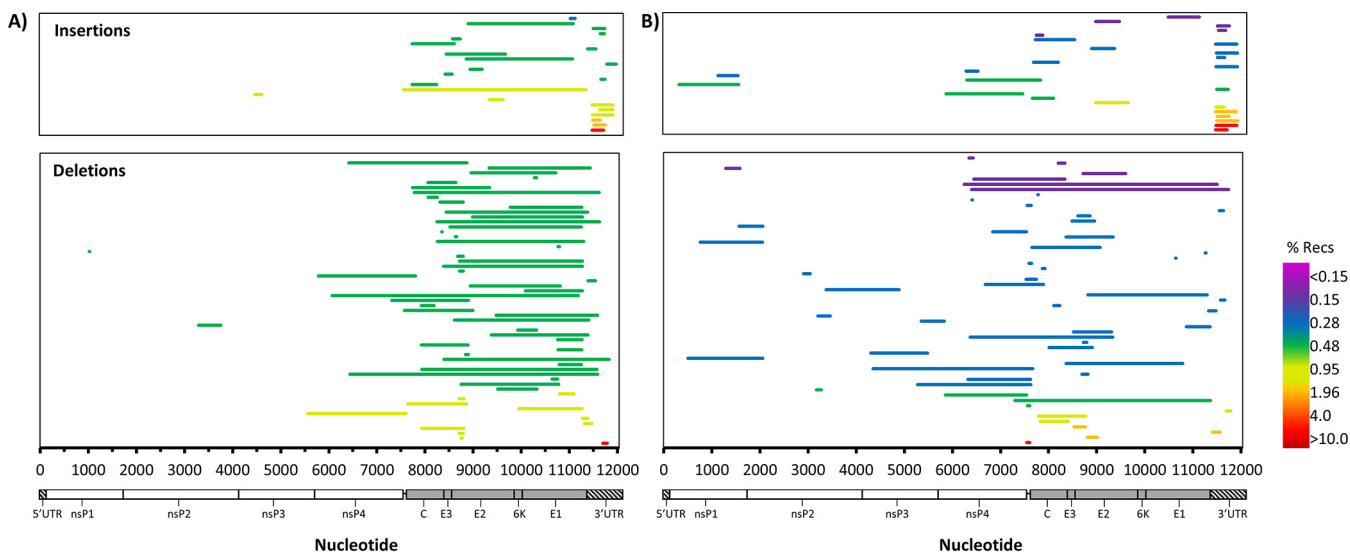 A)
Insertions
Deletions
0 1000 2000 3000 4000 5000 6000 7000 8000 9000 10000 11000 12000
5'UTR nsP1 nsP2 nsP3 nsP4 C E3 E2 6K E1 3'UTR
Nucleotide
B)
0 1000 2000 3000 4000 5000 6000 7000 8000 9000 10000 11000 12000
5'UTR nsP1 nsP2 nsP3 nsP4 C E3 E2 6K E1 3'UTR
Nucleotide
% Recs
<0.15
0.15
0.28
0.48
0.95
1.96
4.0
>10.0